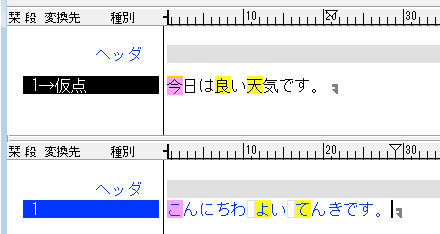 栞 段 変換先 種別 10 20 30
ヘッダ
1→仮点 今日は良い天気です。
栞 段 変換先 種別 10 20 30
ヘッダ
1 こんにちわ よい てんきです。